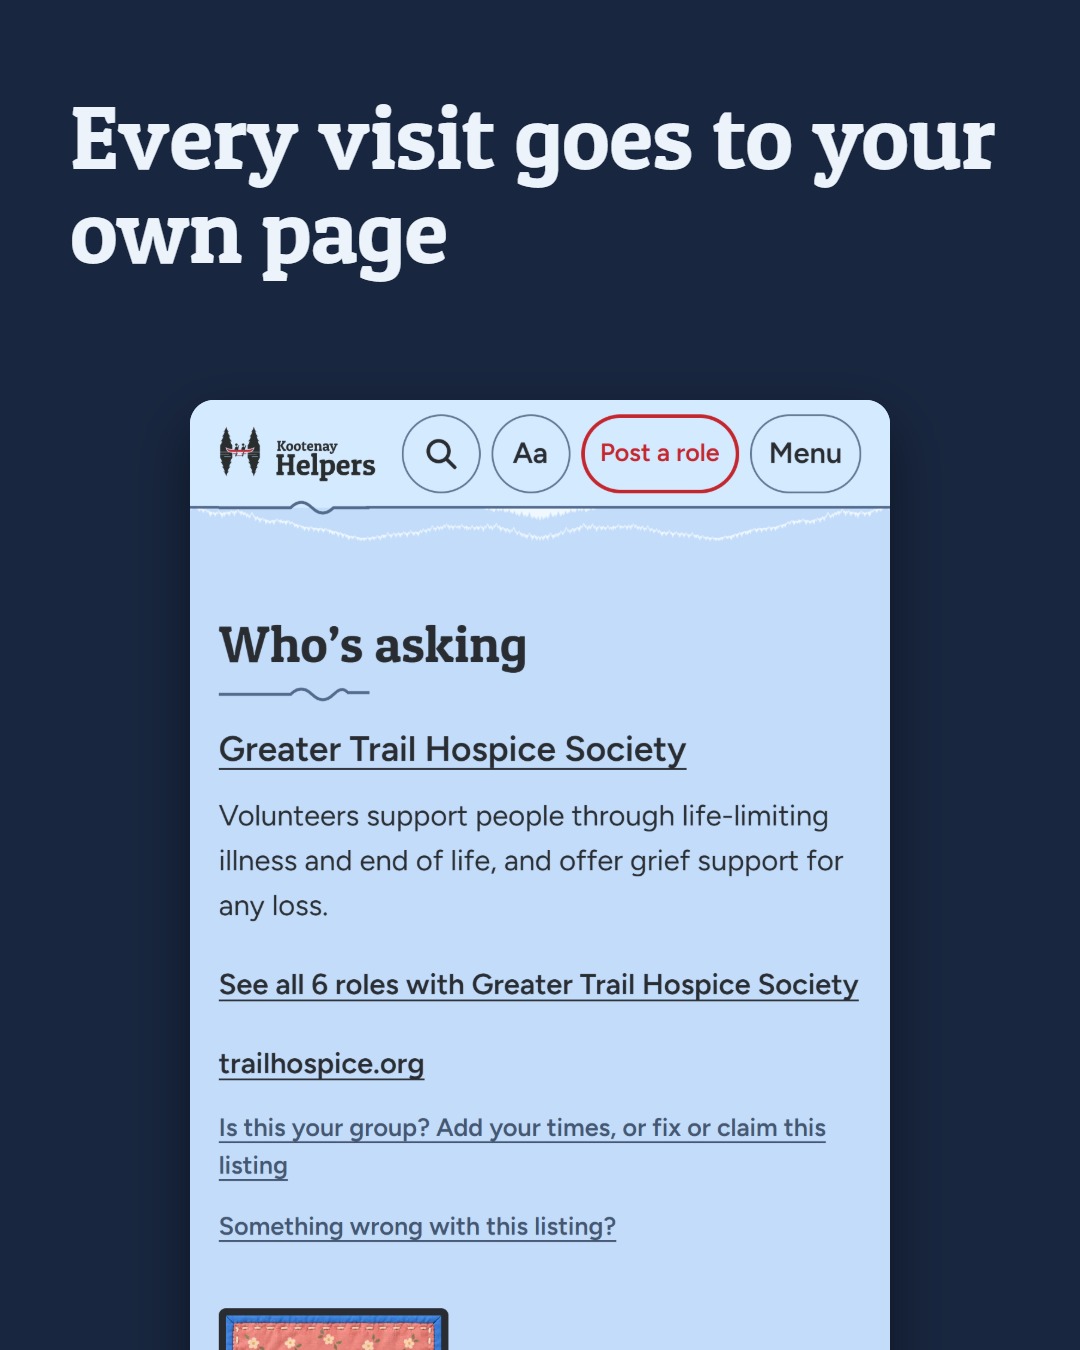 Every visit goes to your
own page
Kootenay
Helpers
Aa
Post a role
Menu
Who’s asking
Greater Trail Hospice Society
Volunteers support people through life-limiting
illness and end of life, and offer grief support for
any loss.
See all 6 roles with Greater Trail Hospice Society
trailhospice.org
Is this your group? Add your times, or fix or claim this
listing
Something wrong with this listing?